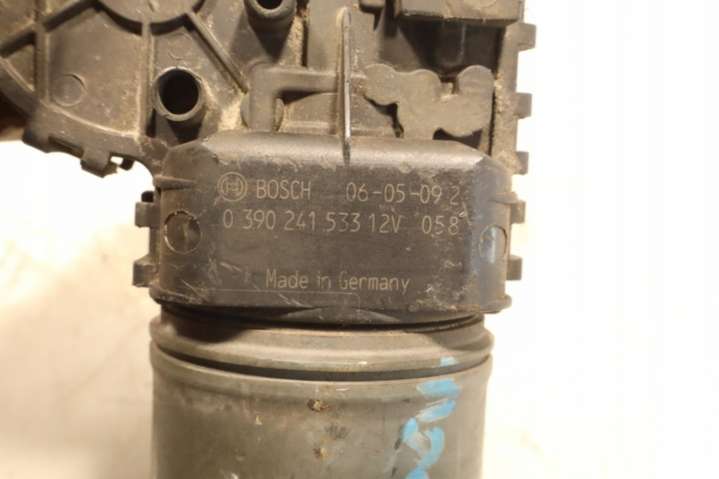 BOSCH 06-05-09 2
0 390 241 533 12V 058
Made in Germany